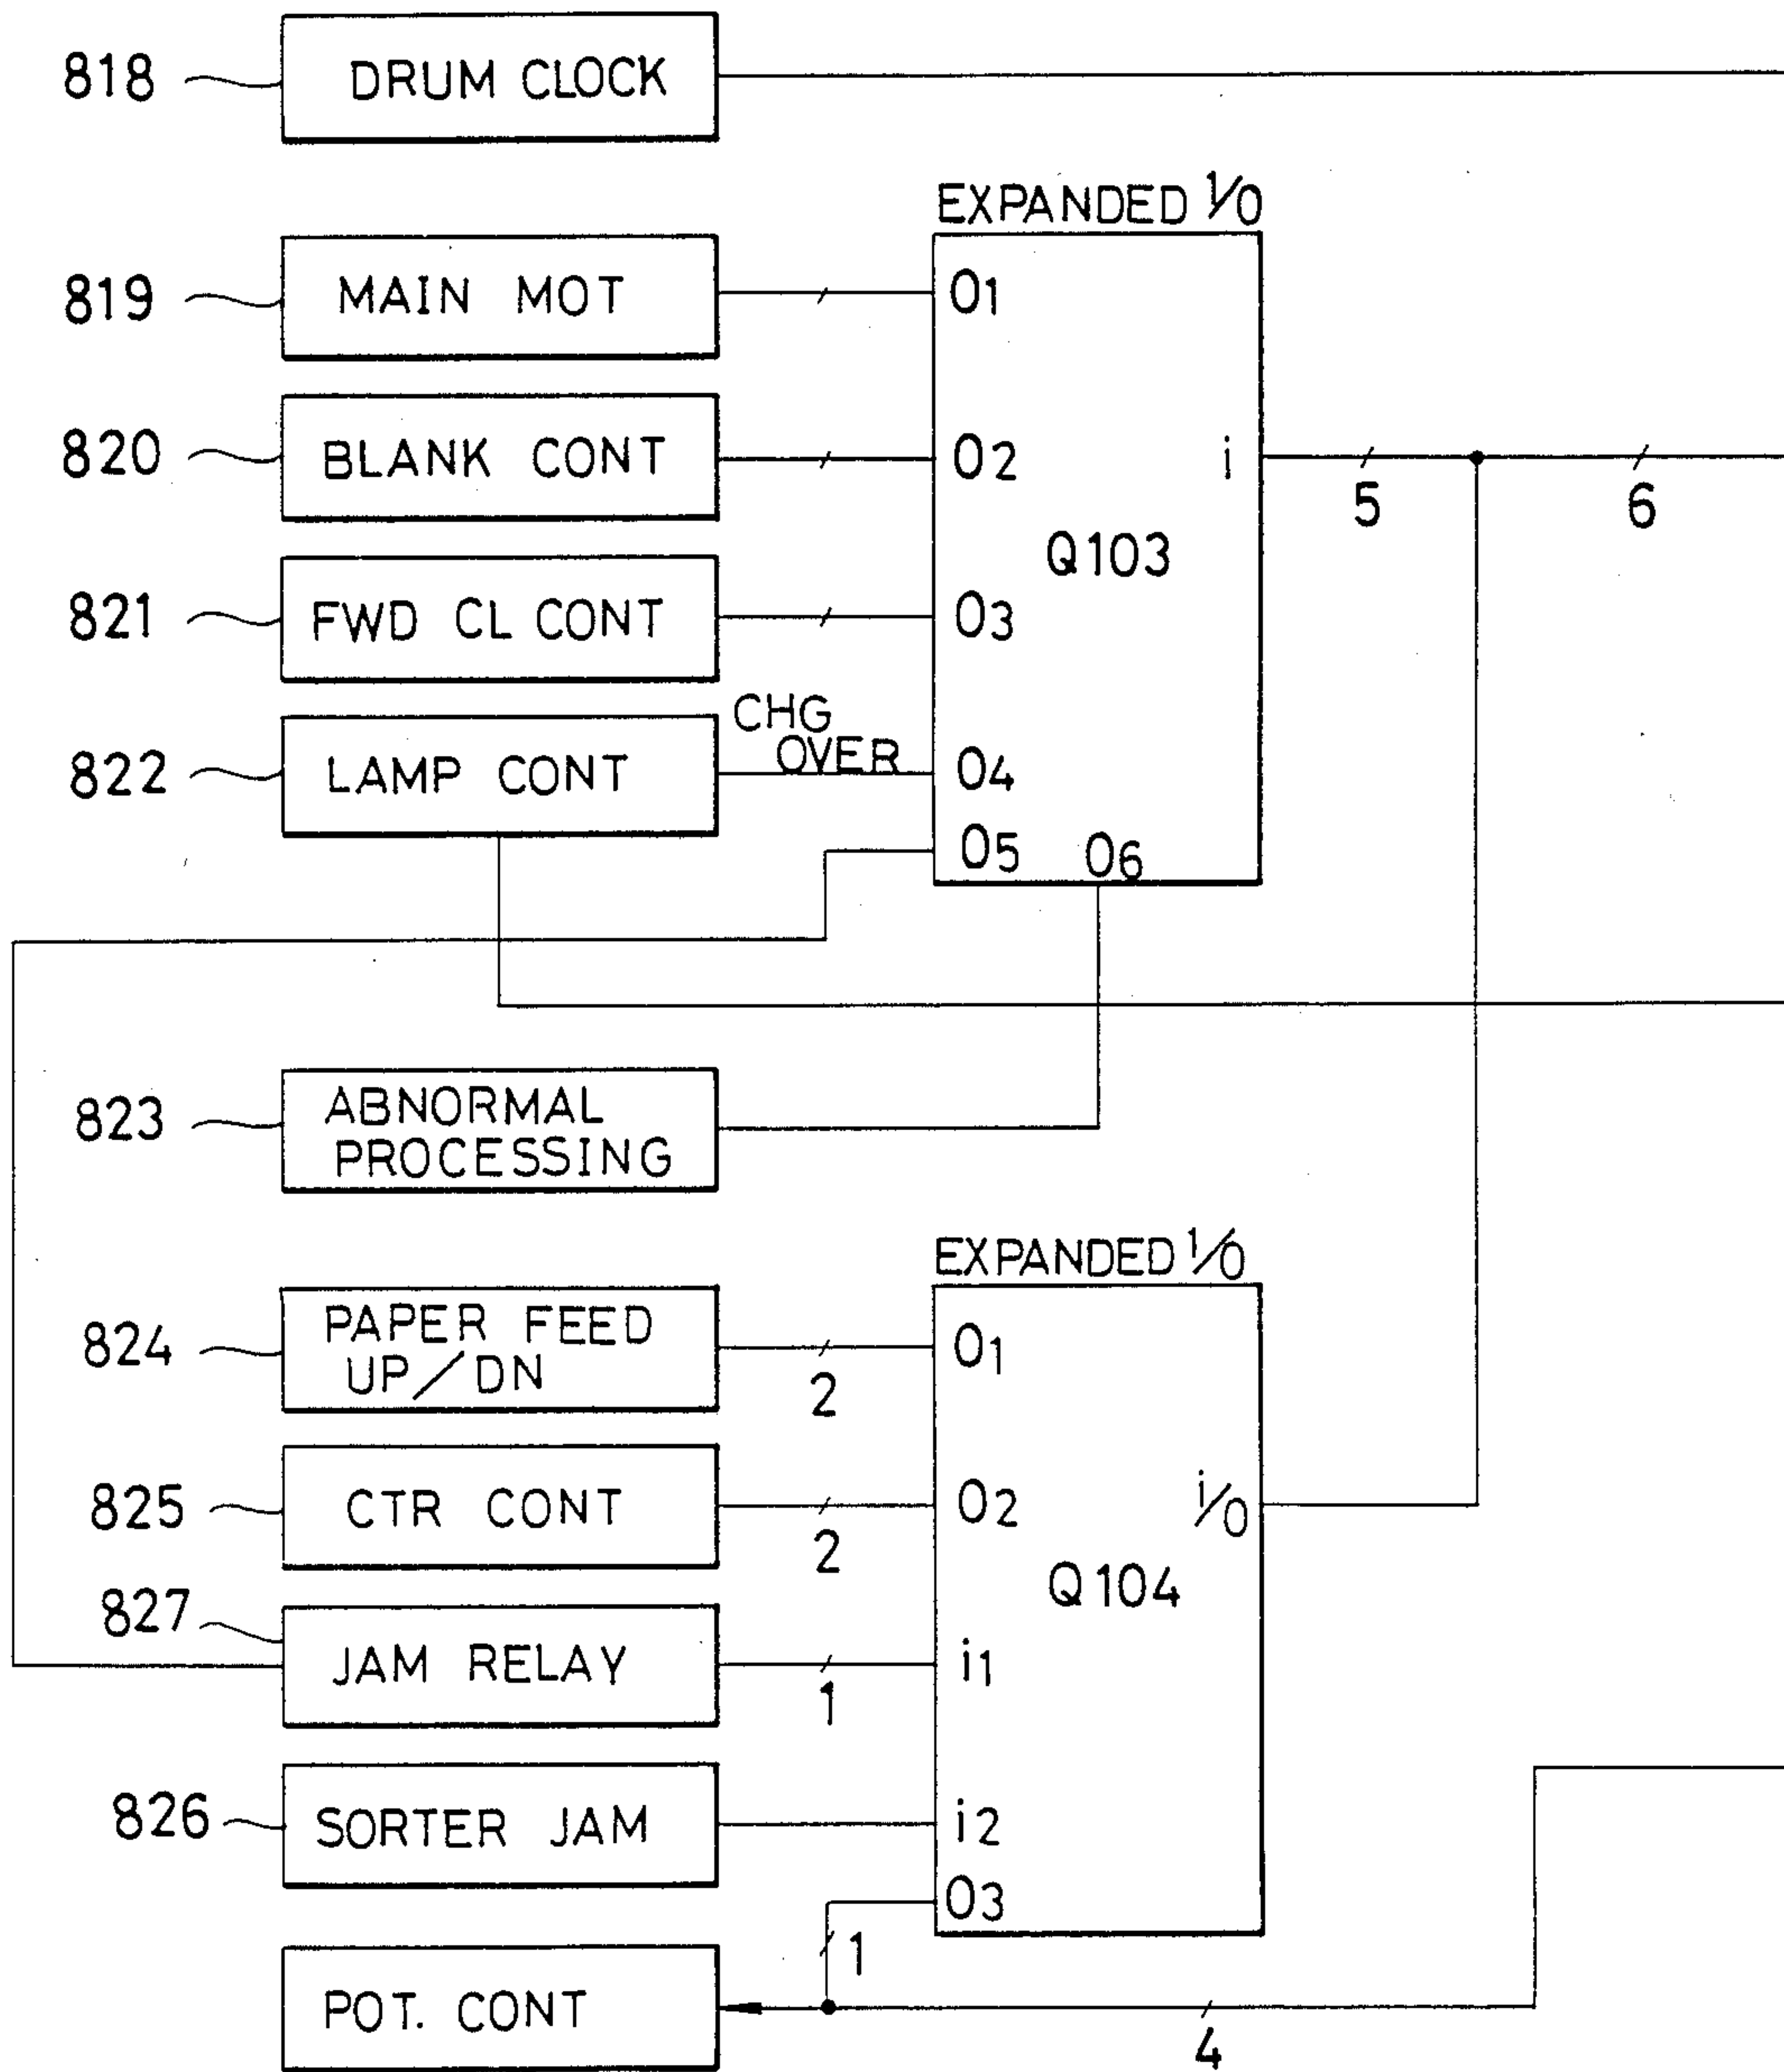 818 DRUM CLOCK
EXPANDED I/O
819 MAIN MOT O1
820 BLANK CONT O2 i 5 6
Q103
821 FWD CL CONT O3
CHG
OVER
822 LAMP CONT O4
O5 O6
823 ABNORMAL
PROCESSING
EXPANDED I/O
824 PAPER FEED
UP/DN
2 O1
825 CTR CONT 2 O2 i/O
Q104
827 JAM RELAY 1 i1
826 SORTER JAM i2
O3
1
POT. CONT 4